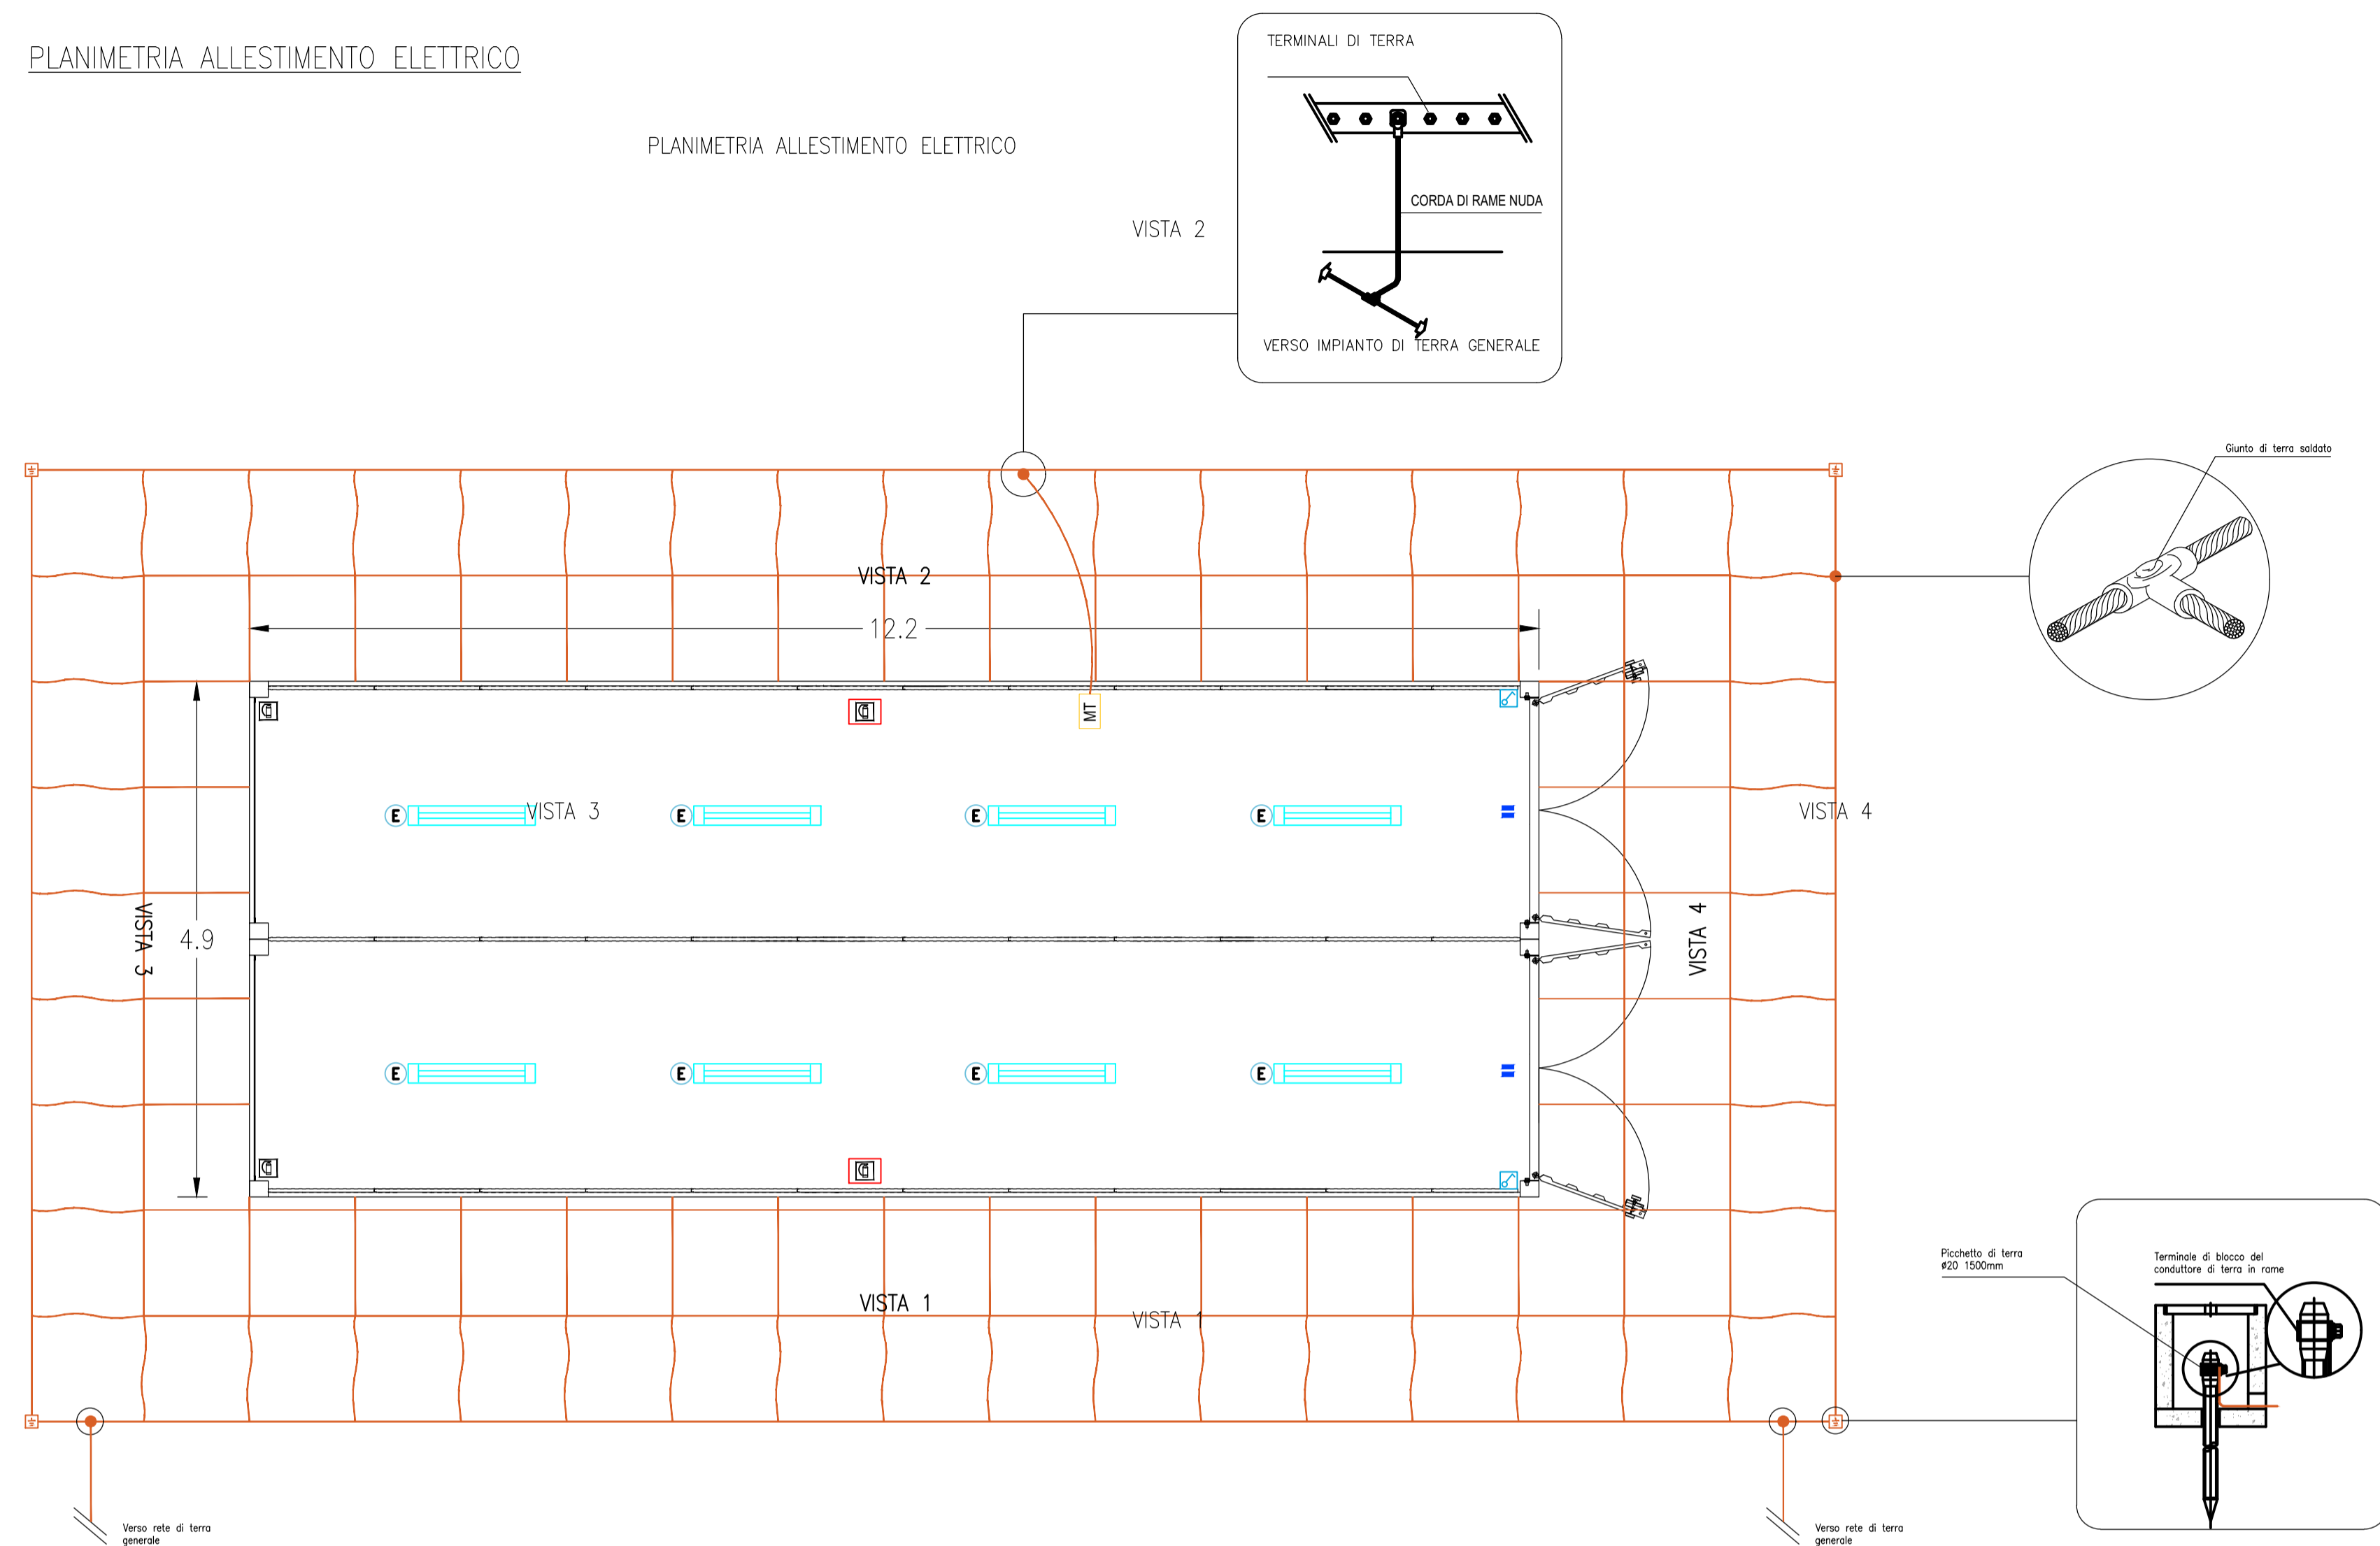 PLANIMETRIA ALLESTIMENTO ELETTRICO
TERMINALI DI TERRA
PLANIMETRIA ALLESTIMENTO ELETTRICO
CORDA DI RAME NUDA
VISTA 2
VERSO IMPIANTO DI TERRA GENERALE
Giunto di terra saldato
VISTA 2
12.2
MT
VISTA 3
VISTA 4
E
E
E
E
VISTA 3
4.9
VISTA 4
E
E
E
E
Picchetto di terra
ø20 1500mm
Terminale di blocco del
conduttore di terra in rame
VISTA 1
VISTA 1
Verso rete di terra
generale
Verso rete di terra
generale